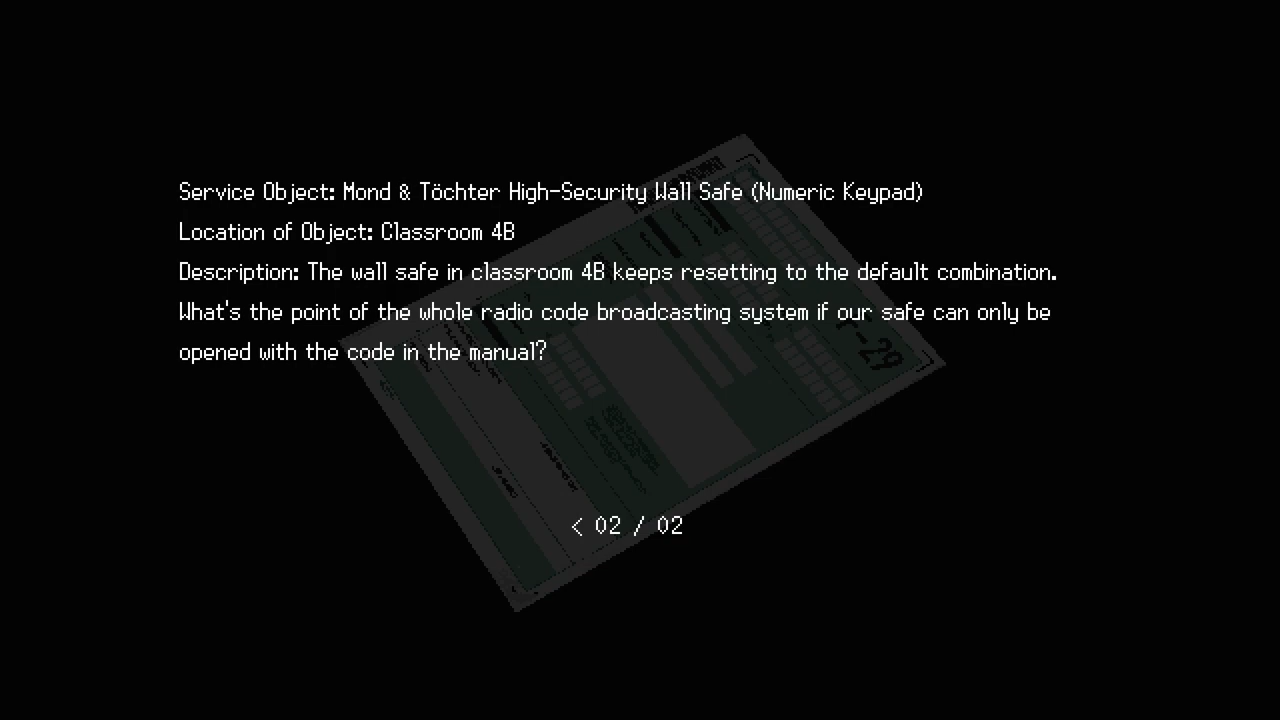 Service Object: Mond & Töchter High-Security Wall Safe (Numeric Keypad)
Location of Object: Classroom 4B
Description: The wall safe in classroom 4B keeps resetting to the default combination.
What's the point of the whole radio code broadcasting system if our safe can only be
opened with the code in the manual?
r-29
< 02 / 02